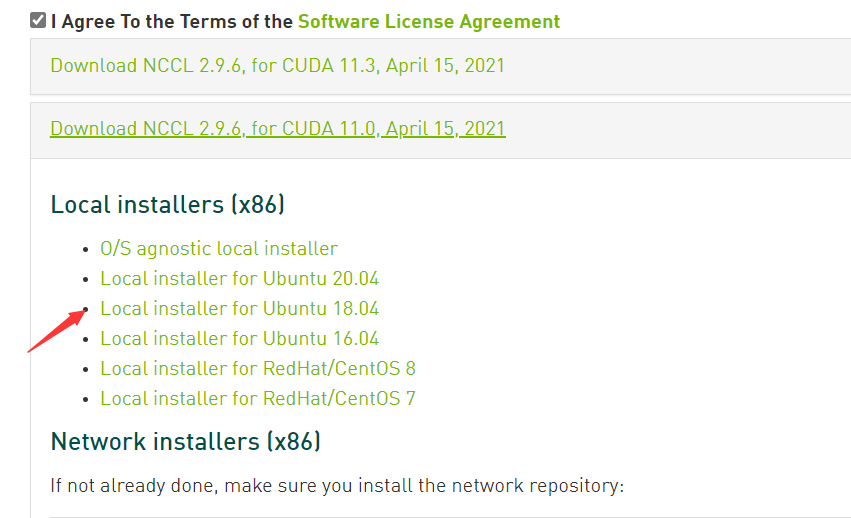 I Agree To the Terms of the Software License Agreement
Download NCCL 2.9.6, for CUDA 11.3, April 15, 2021
Download NCCL 2.9.6, for CUDA 11.0, April 15, 2021
Local installers (x86)
O/S agnostic local installer
Local installer for Ubuntu 20.04
Local installer for Ubuntu 18.04
Local installer for Ubuntu 16.04
Local installer for RedHat/CentOS 8
Local installer for RedHat/CentOS 7
Network installers (x86)
If not already done, make sure you install the network repository: